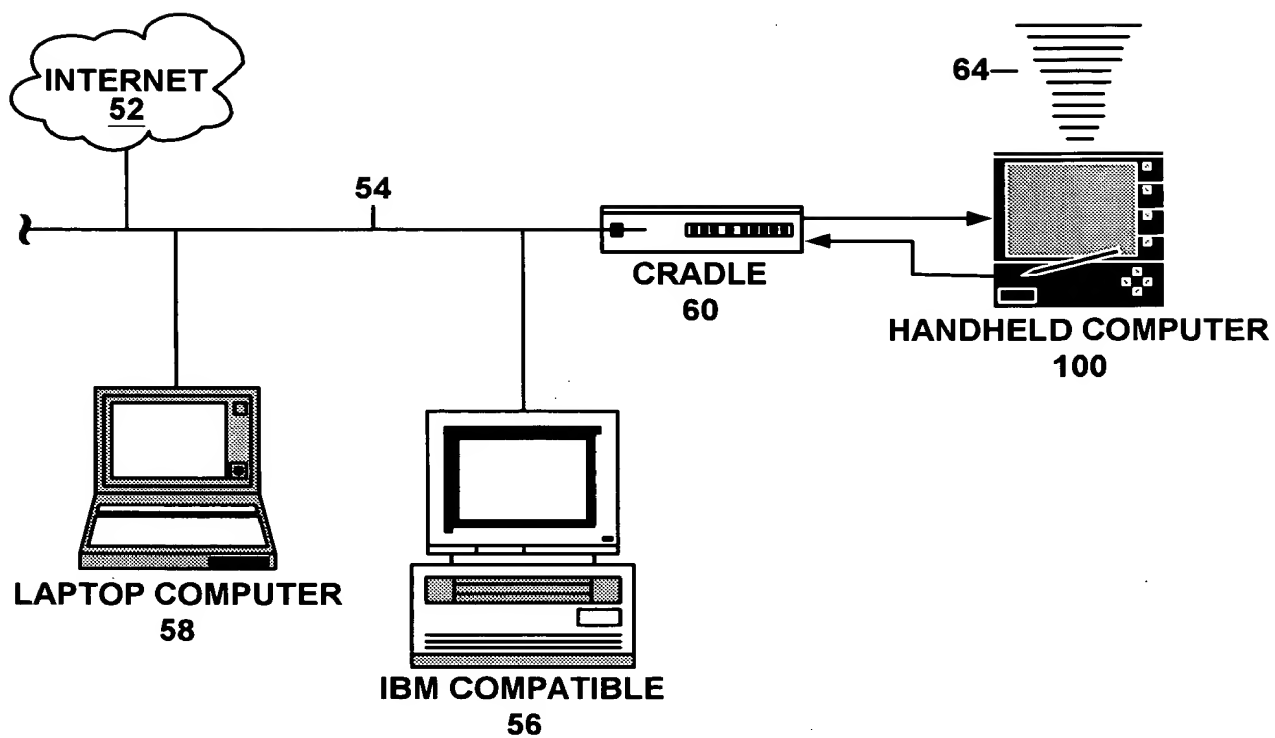 INTERNET
52
64
54
CRADLE
60
HANDHELD COMPUTER
100
LAPTOP COMPUTER
58
IBM COMPATIBLE
56